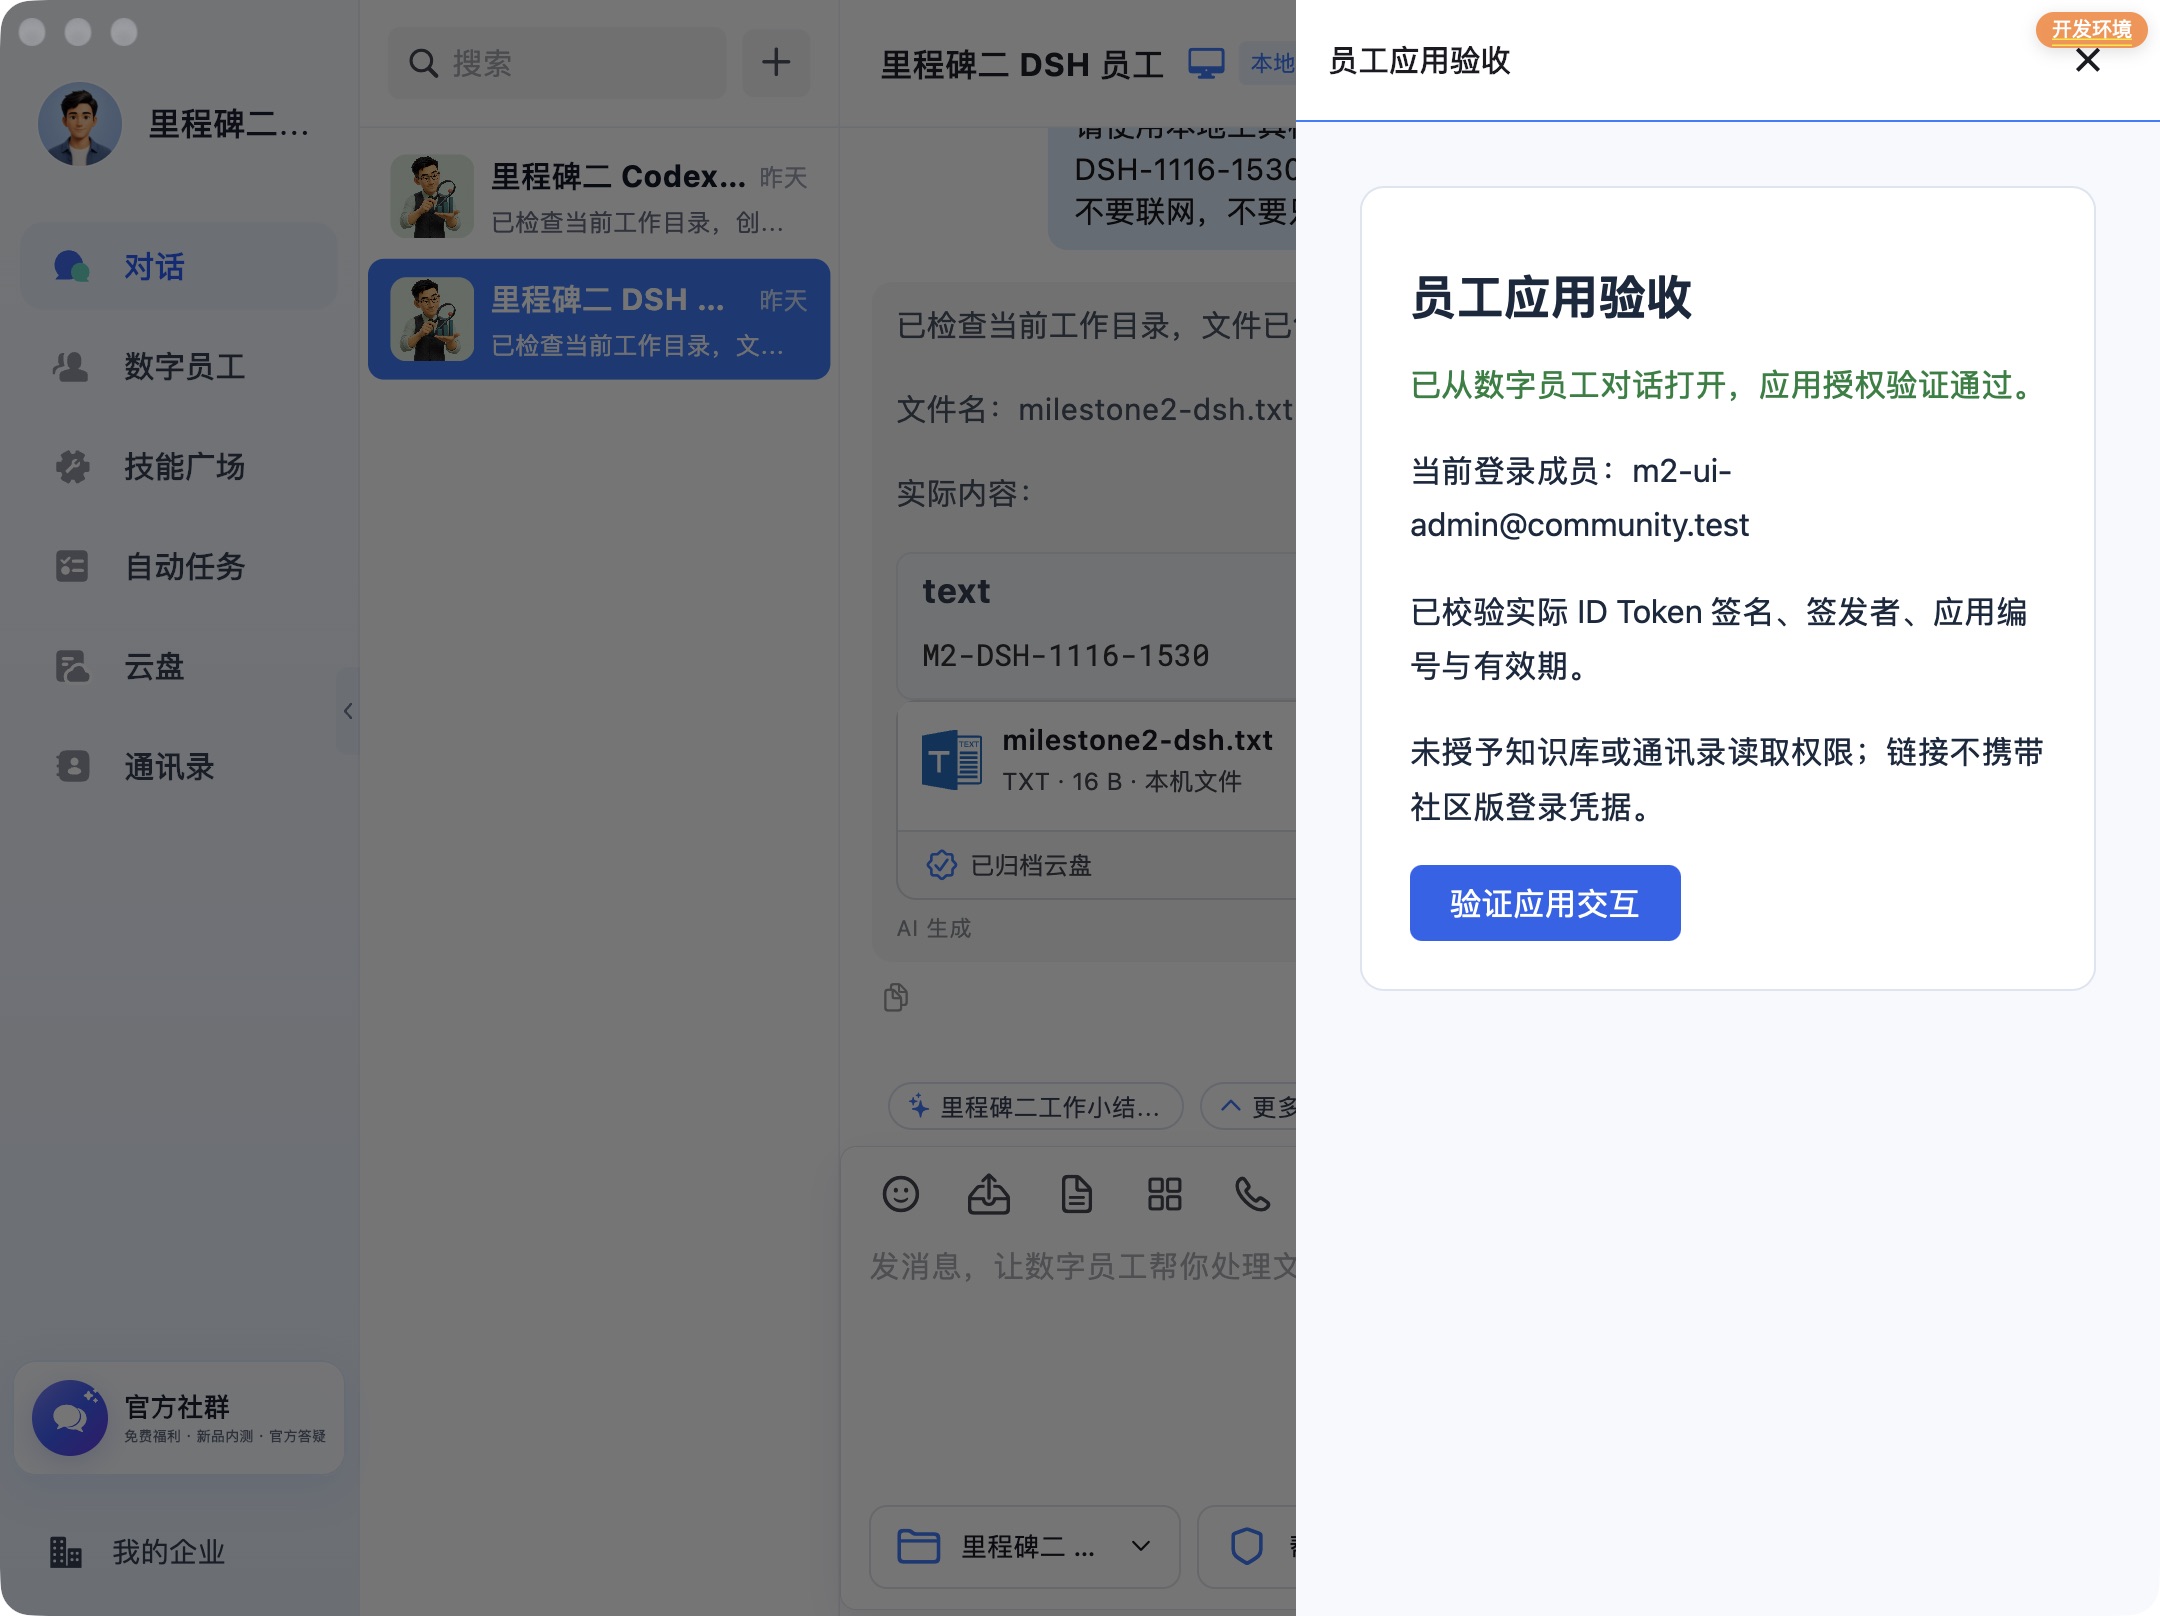 里程碑二...
对话
数字员工
技能广场
自动任务
云盘
通讯录
官方社群
免费福利 · 新品内测 · 官方答疑
我的企业
搜索
里程碑二 Codex... 昨天
已检查当前工作目录，创...
里程碑二 DSH ... 昨天
已检查当前工作目录，文...
里程碑二 DSH 员工 本地
DSH-1116-1530
不要联网，不要
已检查当前工作目录，文件已
文件名：milestone2-dsh.txt
实际内容：
text
M2-DSH-1116-1530
TEXT
T
milestone2-dsh.txt
TXT · 16 B · 本机文件
已归档云盘
AI 生成
里程碑二工作小结...
更多
发消息，让数字员工帮你处理文
里程碑二 ...
开发环境
员工应用验收
员工应用验收
已从数字员工对话打开，应用授权验证通过。
当前登录成员：m2-ui-
admin@community.test
已校验实际 ID Token 签名、签发者、应用编
号与有效期。
未授予知识库或通讯录读取权限；链接不携带
社区版登录凭据。
验证应用交互